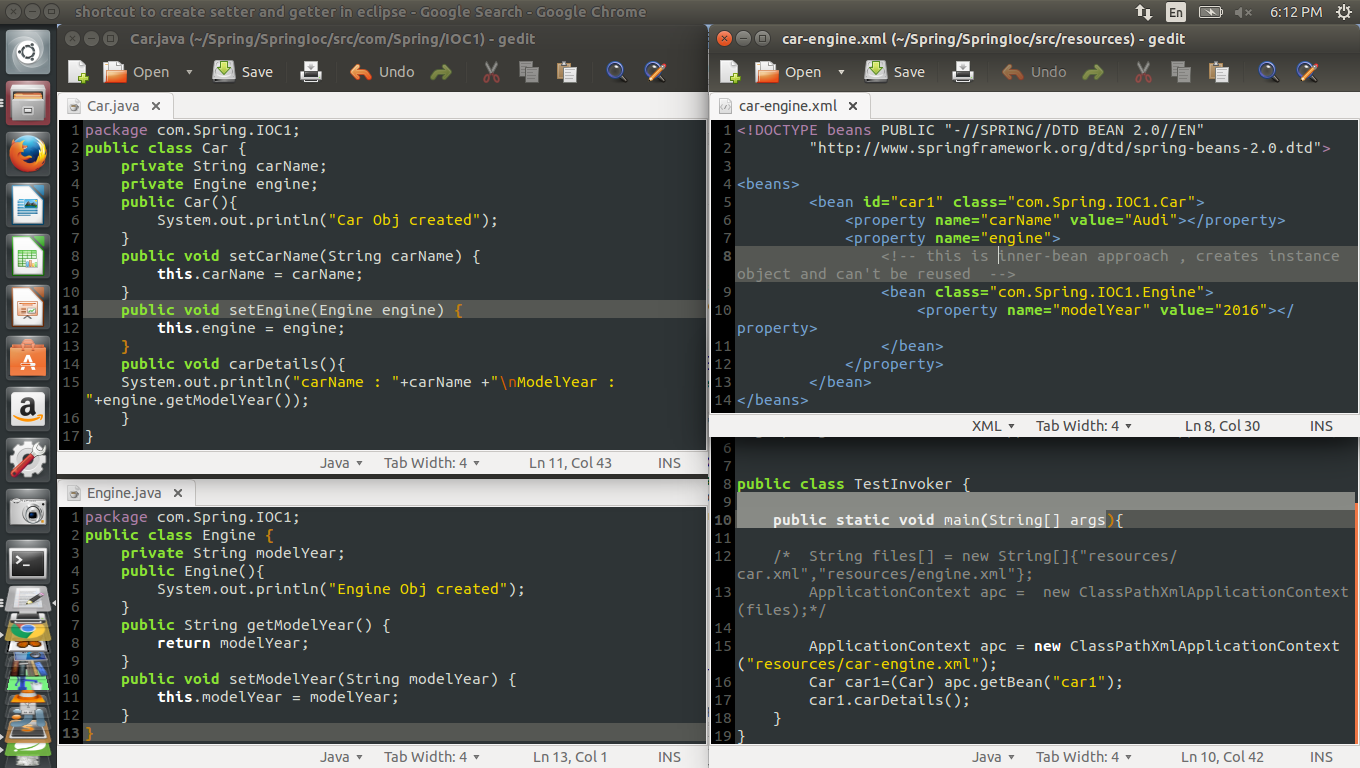 shortcut to create setter and getter in eclipse - Google Search - Google Chrome
En
6:12 PM
Car.java (~/Spring/SpringIoc/src/com/Spring/IOC1) - gedit
Open Save Undo
Car.java
1 package com.Spring.IOC1;
2 public class Car {
3 private String carName;
4 private Engine engine;
5 public Car(){
6 System.out.println("Car Obj created");
7 }
8 public void setCarName(String carName) {
9 this.carName = carName;
10 }
11 public void setEngine(Engine engine) {
12 this.engine = engine;
13 }
14 public void carDetails(){
15 System.out.println("carName : "+carName +"\nModelYear :
"+engine.getModelYear());
16 }
17 }
Java Tab Width: 4 Ln 11, Col 43 INS
Engine.java
1 package com.Spring.IOC1;
2 public class Engine {
3 private String modelYear;
4 public Engine(){
5 System.out.println("Engine Obj created");
6 }
7 public String getModelYear() {
8 return modelYear;
9 }
10 public void setModelYear(String modelYear) {
11 this.modelYear = modelYear;
12 }
13 }
Java Tab Width: 4 Ln 13, Col 1 INS
car-engine.xml (~/Spring/SpringIoc/src/resources) - gedit
Open Save Undo
car-engine.xml
1 <!DOCTYPE beans PUBLIC "-//SPRING//DTD BEAN 2.0//EN"
2 "http://www.springframework.org/dtd/spring-beans-2.0.dtd">
3
4 <beans>
5 <bean id="car1" class="com.Spring.IOC1.Car">
6 <property name="carName" value="Audi"></property>
7 <property name="engine">
8 <!-- this is inner-bean approach , creates instance
object and can't be reused -->
9 <bean class="com.Spring.IOC1.Engine">
10 <property name="modelYear" value="2016"></
property>
11 </bean>
12 </property>
13 </bean>
14 </beans>
XML Tab Width: 4 Ln 8, Col 30 INS
6
7
8 public class TestInvoker {
9
10 public static void main(String[] args){
11
12 /* String files[] = new String[]{"resources/
car.xml","resources/engine.xml"};
13 ApplicationContext apc = new ClassPathXmlApplicationContext
(files);*/
14
15 ApplicationContext apc = new ClassPathXmlApplicationContext
("resources/car-engine.xml");
16 Car car1=(Car) apc.getBean("car1");
17 car1.carDetails();
18 }
19 }
Java Tab Width: 4 Ln 10, Col 42 INS